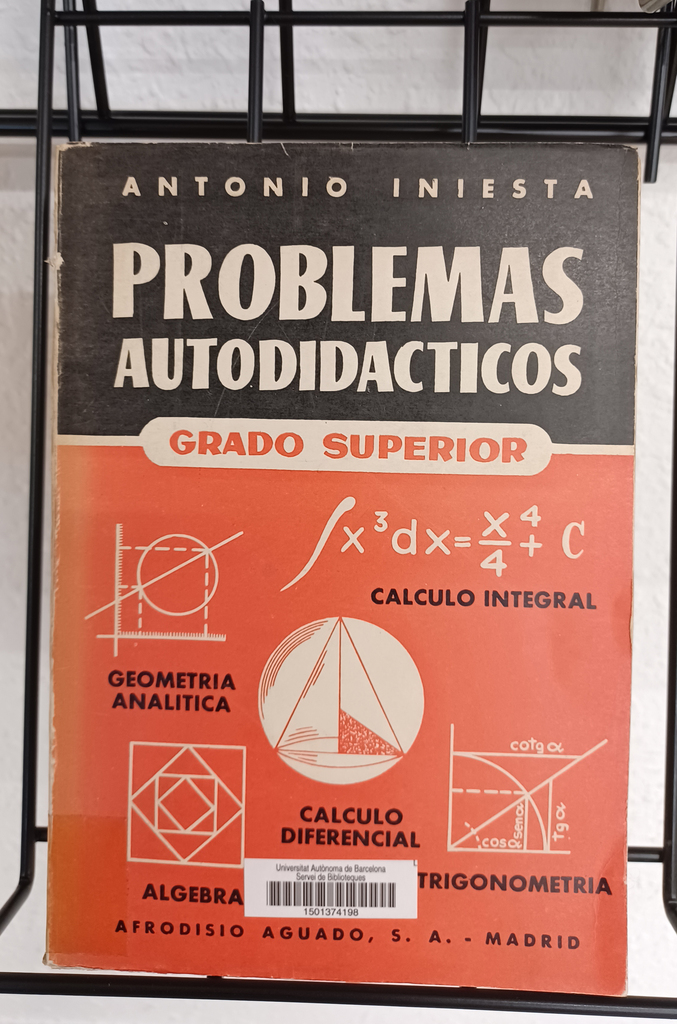 ANTONIO INIESTA
PROBLEMAS
AUTODIDACTICOS
GRADO SUPERIOR
∫x³dx=x⁴/4+C
CALCULO INTEGRAL
GEOMETRIA
ANALITICA
CALCULO
DIFERENCIAL
cotg α
cos α
sen α
tg α
ALGEBRA
TRIGONOMETRIA
Universitat Autònoma de Barcelona
Servei de Biblioteques
1501374198
AFRODISIO AGUADO, S. A. - MADRID